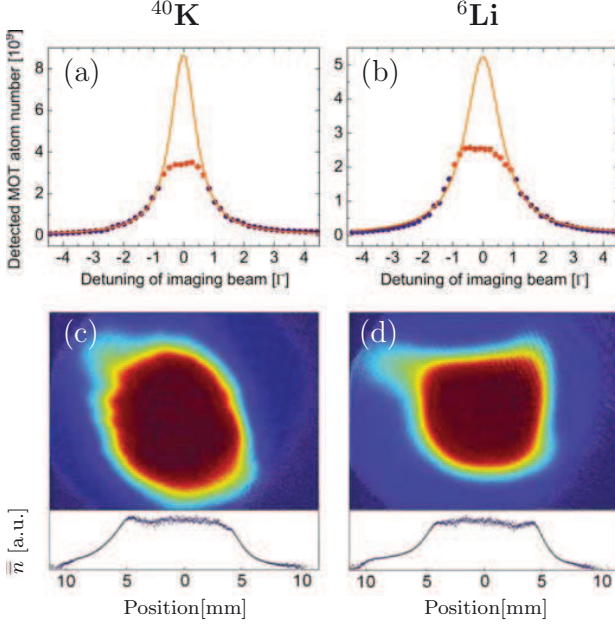 ⁴⁰K ⁶Li
Detected MOT atom number [10⁹]
8
6
4
2
0
(a)
-4 -3 -2 -1 0 1 2 3 4
Detuning of imaging beam [Γ]
5
4
3
2
1
0
(b)
-4 -3 -2 -1 0 1 2 3 4
Detuning of imaging beam [Γ]
(c)
(d)
n̿ [a.u.]
10 5 0 5 10
Position[mm]
10 5 0 5 10
Position[mm]